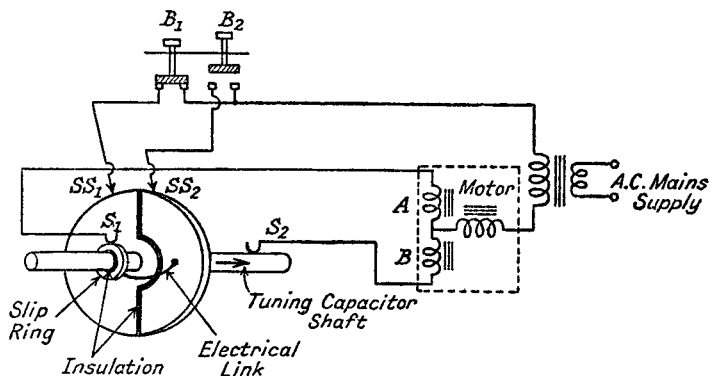 B₁ B₂
SS₁ SS₂
S₁
S₂
A
B
Motor
A.C. Mains
Supply
Slip
Ring
Insulation
Electrical
Link
Tuning Capacitor
Shaft